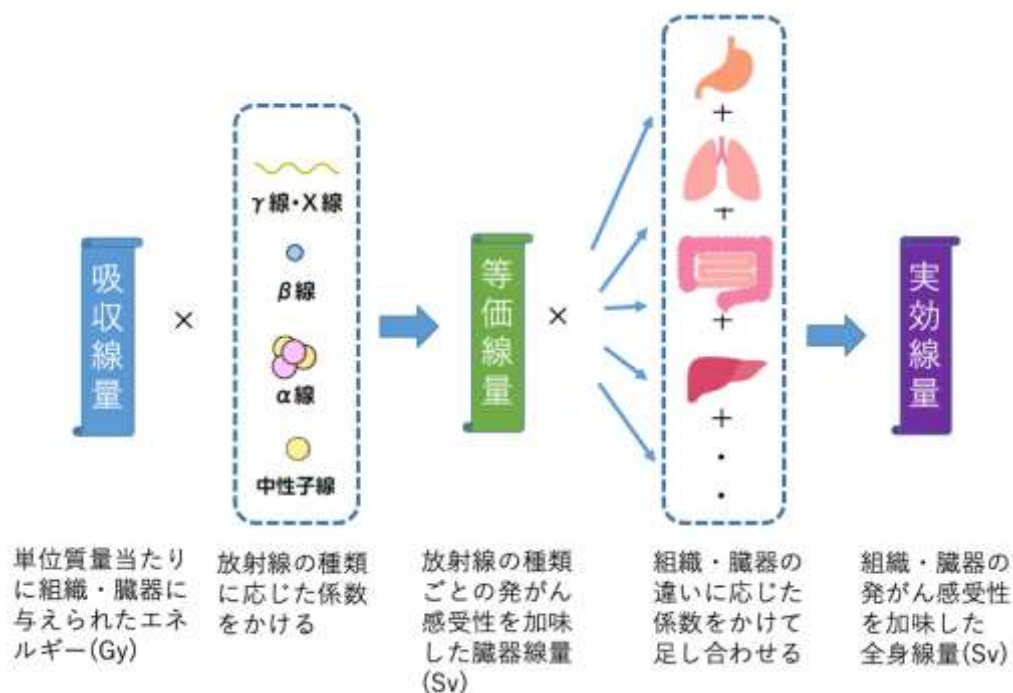 吸収線量
×
γ線・X線
β線
α線
中性子線
等価線量
×
+
+
+
+
・
・
実効線量
単位質量当たり
に組織・臓器に
与えられたエネ
ルギー(Gy)
放射線の種類
に応じた係数
をかける
放射線の種類
ごとの発がん
感受性を加味
した臓器線量
(Sv)
組織・臓器の
違いに応じた
係数をかけて
足し合わせる
組織・臓器の
発がん感受性
を加味した
全身線量(Sv)